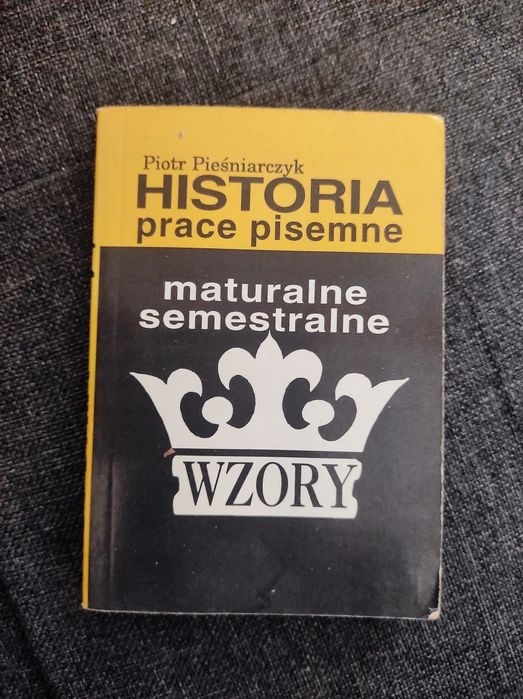 Piotr Pieśniarczyk
HISTORIA
prace pisemne
maturalne
semestralne
WZORY